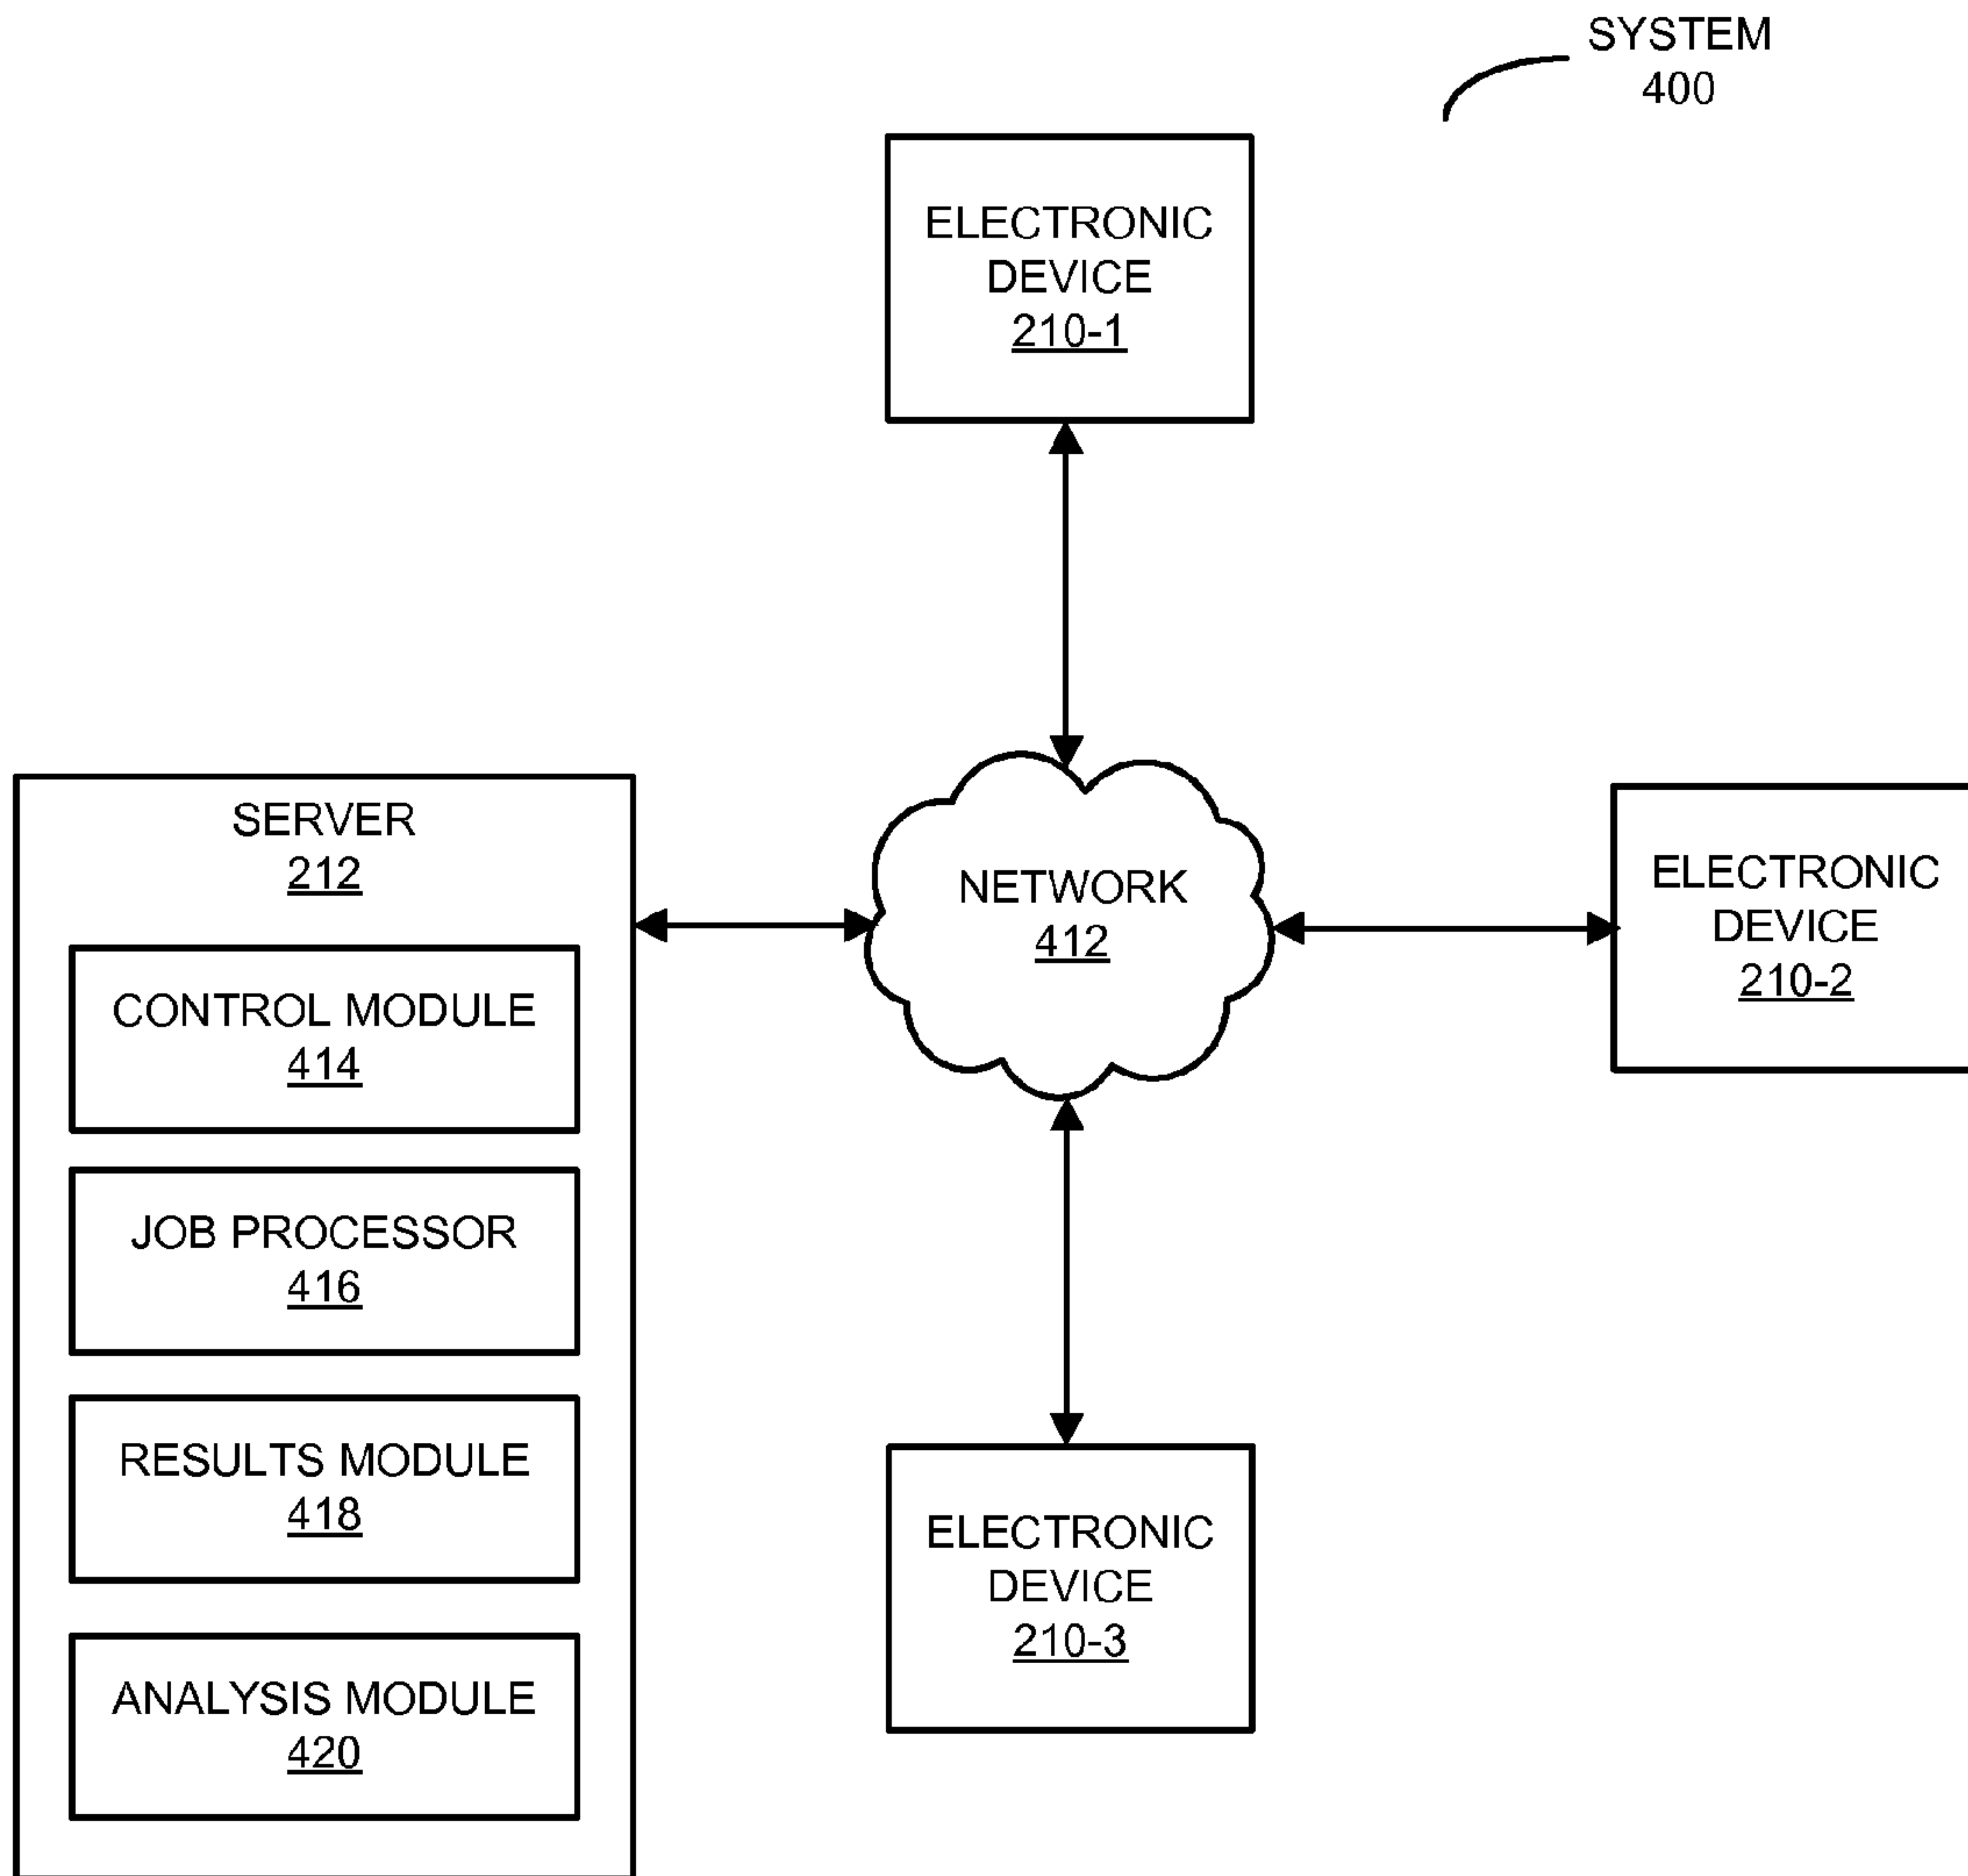 SYSTEM
400
ELECTRONIC
DEVICE
210-1
SERVER
212
CONTROL MODULE
414
JOB PROCESSOR
416
RESULTS MODULE
418
ANALYSIS MODULE
420
NETWORK
412
ELECTRONIC
DEVICE
210-2
ELECTRONIC
DEVICE
210-3